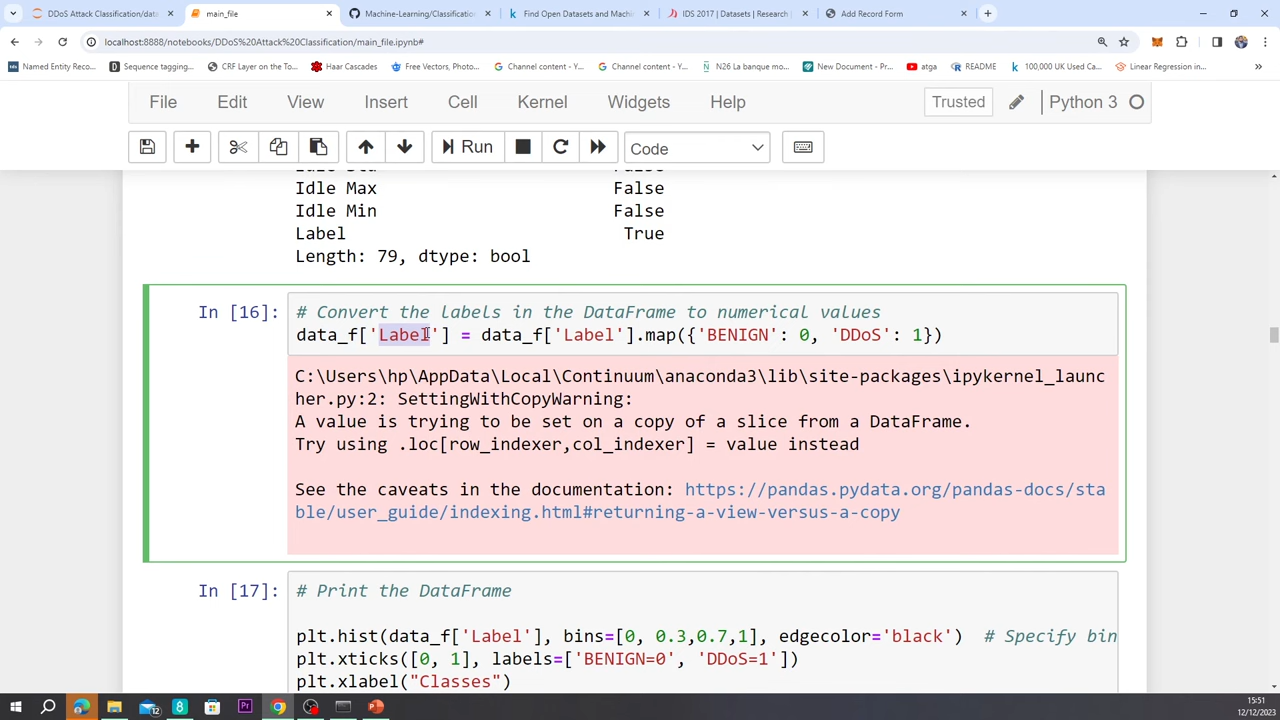 DDoS Attack Classification/data
main_file
Machine-Learning/Classification
Find Open Datasets and Machin
IDS 2017 | Datasets | Research
Add Record Form
localhost:8888/notebooks/DDoS%20Attack%20Classification/main_file.ipynb#
Named Entity Reco...
Sequence tagging...
CRF Layer on the To...
Haar Cascades
Free Vectors, Photo...
Channel content - Y...
Channel content - Y...
N26 La banque mo...
New Document - Pr...
atga
README
100,000 UK Used Ca...
Linear Regression in...
File Edit View Insert Cell Kernel Widgets Help Trusted Python 3
Run Code
Idle Max False
Idle Min False
Label True
Length: 79, dtype: bool
In [16]: # Convert the labels in the DataFrame to numerical values
data_f['Label'] = data_f['Label'].map({'BENIGN': 0, 'DDoS': 1})
C:\Users\hp\AppData\Local\Continuum\anaconda3\lib\site-packages\ipykernel_launc
her.py:2: SettingWithCopyWarning:
A value is trying to be set on a copy of a slice from a DataFrame.
Try using .loc[row_indexer,col_indexer] = value instead
See the caveats in the documentation: https://pandas.pydata.org/pandas-docs/sta
ble/user_guide/indexing.html#returning-a-view-versus-a-copy
In [17]: # Print the DataFrame
plt.hist(data_f['Label'], bins=[0, 0.3,0.7,1], edgecolor='black') # Specify bin
plt.xticks([0, 1], labels=['BENIGN=0', 'DDoS=1'])
plt.xlabel("Classes")
15:51
12/12/2023